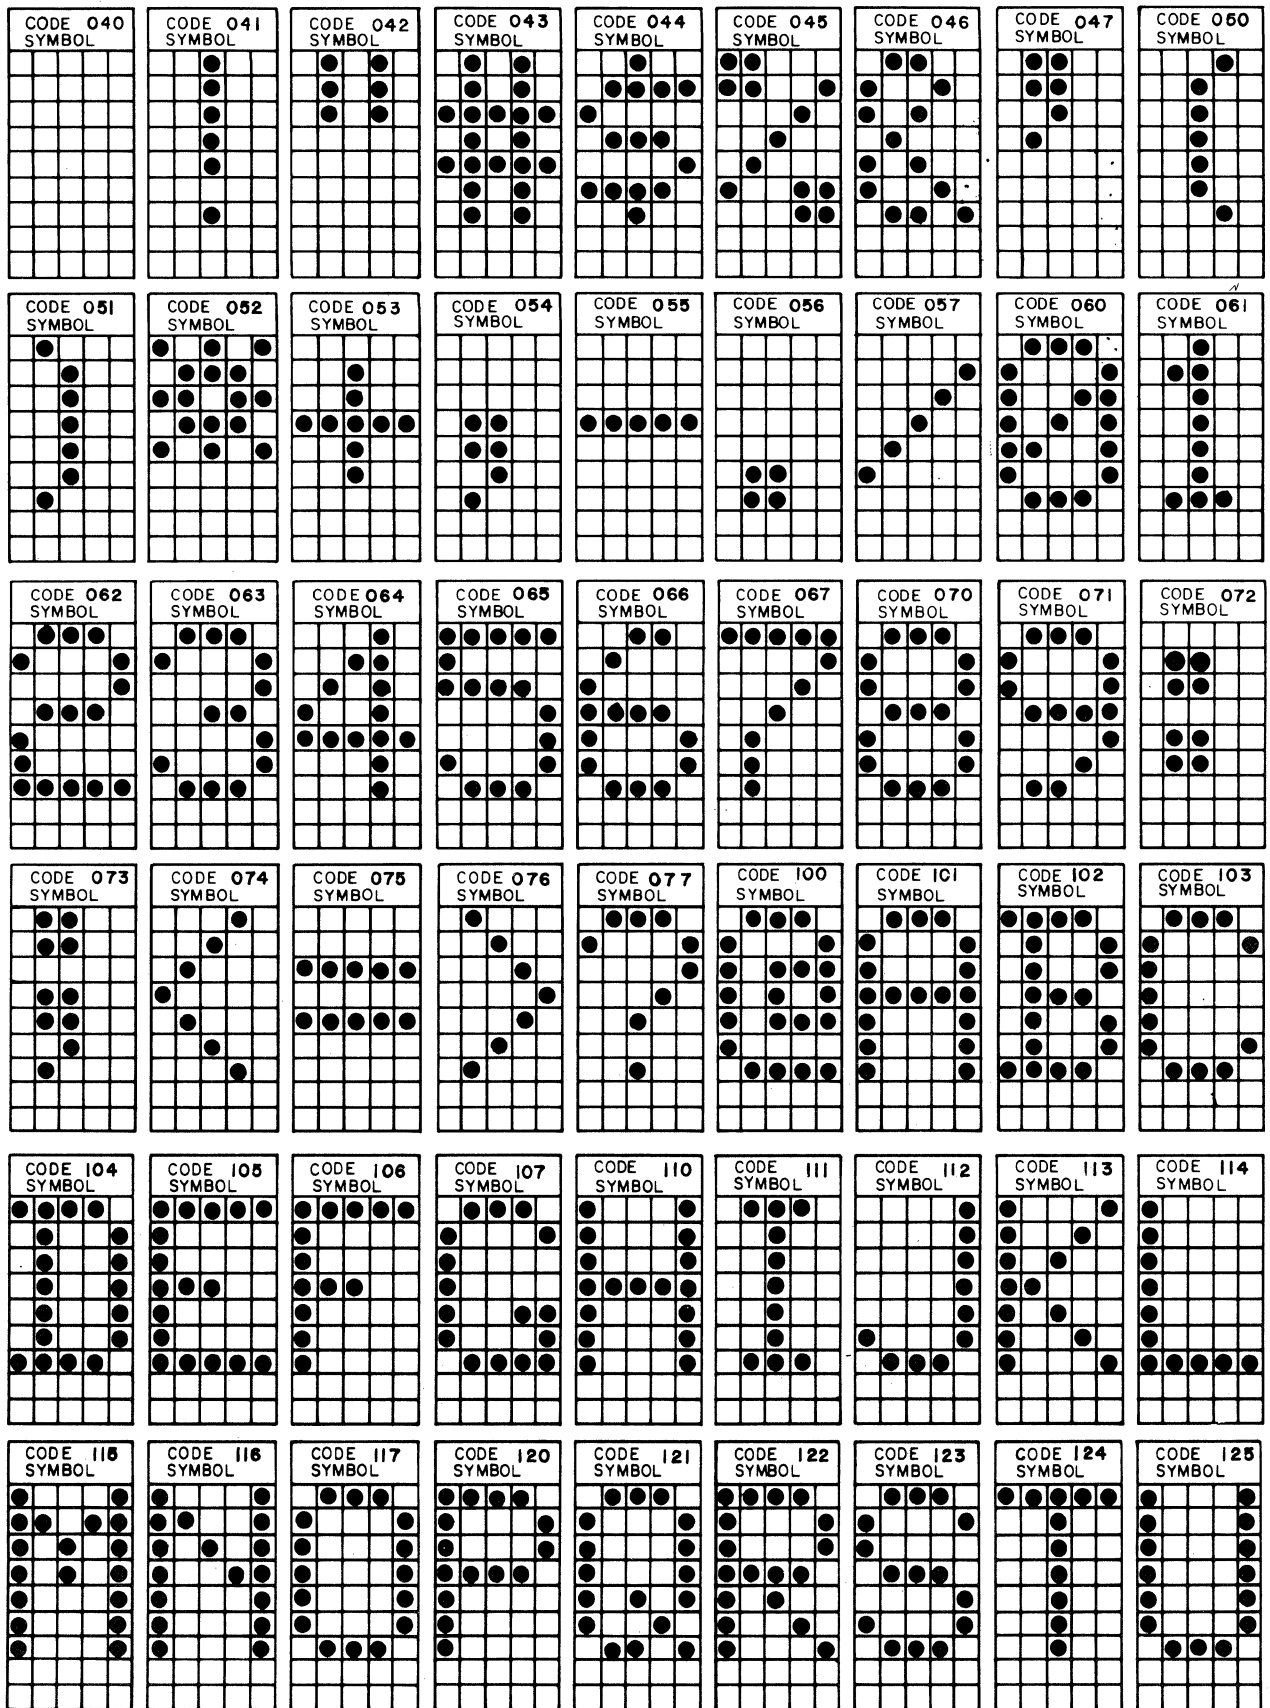 CODE 040
SYMBOL
CODE 041
SYMBOL
CODE 042
SYMBOL
CODE 043
SYMBOL
CODE 044
SYMBOL
CODE 045
SYMBOL
CODE 046
SYMBOL
CODE 047
SYMBOL
CODE 050
SYMBOL
CODE 051
SYMBOL
CODE 052
SYMBOL
CODE 053
SYMBOL
CODE 054
SYMBOL
CODE 055
SYMBOL
CODE 056
SYMBOL
CODE 057
SYMBOL
CODE 060
SYMBOL
CODE 061
SYMBOL
CODE 062
SYMBOL
CODE 063
SYMBOL
CODE 064
SYMBOL
CODE 065
SYMBOL
CODE 066
SYMBOL
CODE 067
SYMBOL
CODE 070
SYMBOL
CODE 071
SYMBOL
CODE 072
SYMBOL
CODE 073
SYMBOL
CODE 074
SYMBOL
CODE 075
SYMBOL
CODE 076
SYMBOL
CODE 077
SYMBOL
CODE 100
SYMBOL
CODE 101
SYMBOL
CODE 102
SYMBOL
CODE 103
SYMBOL
CODE 104
SYMBOL
CODE 105
SYMBOL
CODE 106
SYMBOL
CODE 107
SYMBOL
CODE 110
SYMBOL
CODE 111
SYMBOL
CODE 112
SYMBOL
CODE 113
SYMBOL
CODE 114
SYMBOL
CODE 115
SYMBOL
CODE 116
SYMBOL
CODE 117
SYMBOL
CODE 120
SYMBOL
CODE 121
SYMBOL
CODE 122
SYMBOL
CODE 123
SYMBOL
CODE 124
SYMBOL
CODE 125
SYMBOL